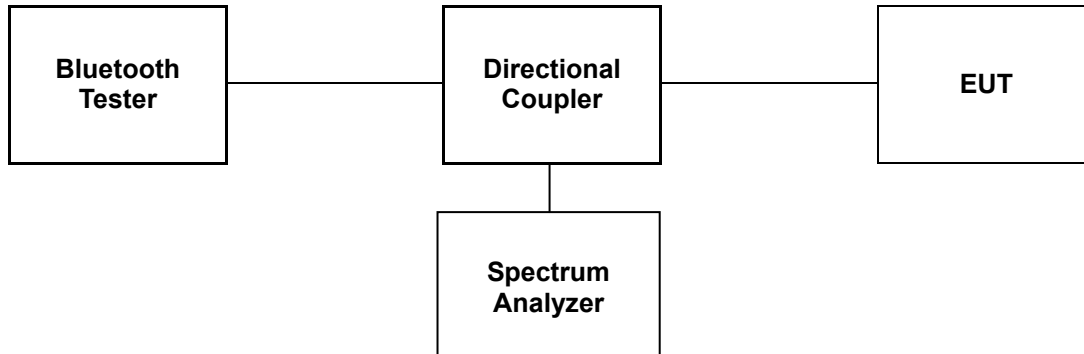 Bluetooth
Tester
Directional
Coupler
EUT
Spectrum
Analyzer